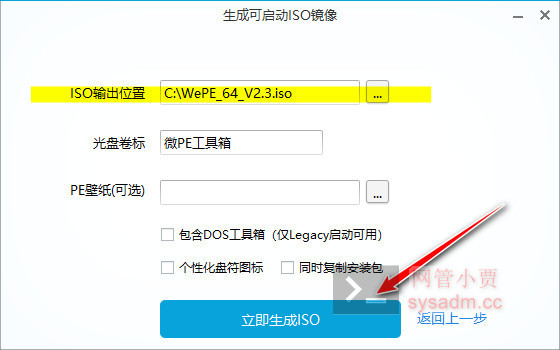 生成可启动ISO镜像
ISO输出位置 C:\WePE_64_V2.3.iso ...
光盘卷标 微PE工具箱
PE壁纸(可选) ...
包含DOS工具箱（仅Legacy启动可用）
个性化盘符图标 同时复制安装包
网管小贾
sysadm.cc
立即生成ISO 返回上一步